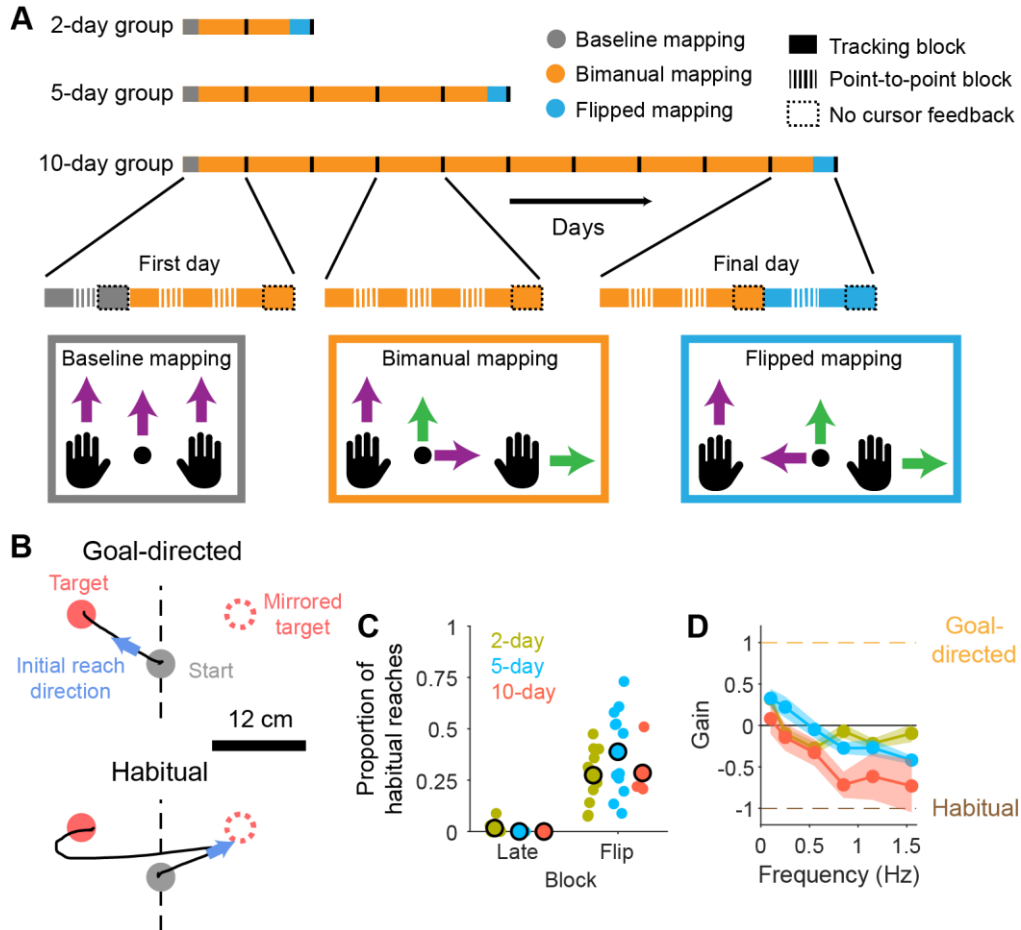 A
2-day group
5-day group
10-day group
Baseline mapping
Bimanual mapping
Flipped mapping
Tracking block
Point-to-point block
No cursor feedback
Days
First day
Final day
Baseline mapping
Bimanual mapping
Flipped mapping
B
Goal-directed
Target
Mirrored
target
Initial reach
direction
Start
12 cm
Habitual
C
Proportion of
habitual reaches
1
0.75
0.5
0.25
0
2-day
5-day
10-day
Late
Flip
Block
D
Gain
1
0.5
0
-0.5
-1
Goal-
directed
Habitual
0
0.5
1
1.5
Frequency (Hz)